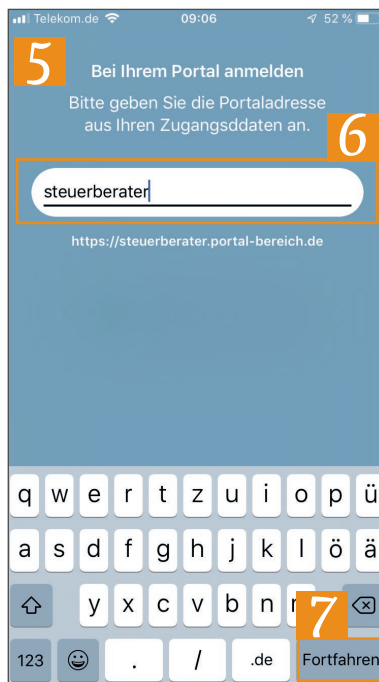 Telekom.de 09:06 52 %
5
Bei Ihrem Portal anmelden
Bitte geben Sie die Portaladresse
aus Ihren Zugangsddaten an.
6
steuerberater
https://steuerberater.portal-bereich.de
q w e r t z u i o p ü
a s d f g h j k l ö ä
y x c v b n
7
123 . / .de Fortfahren